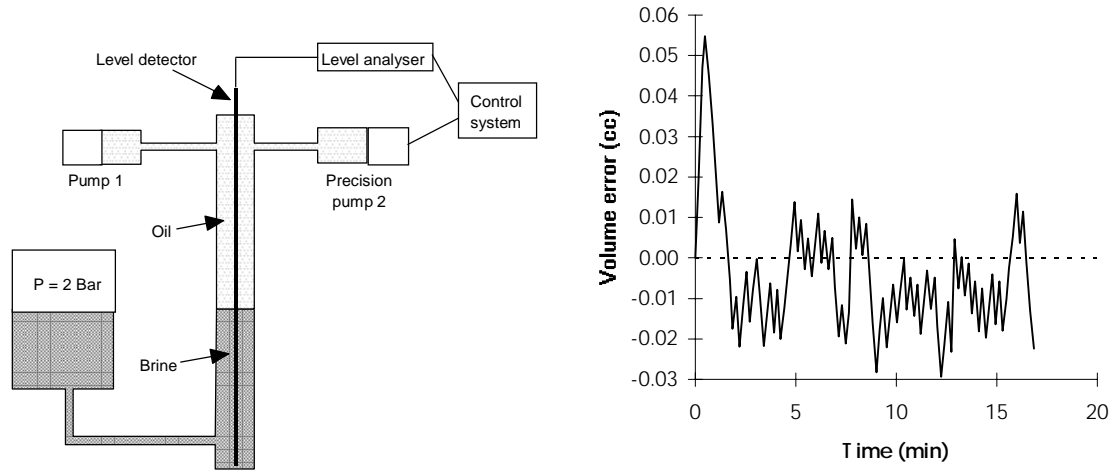 Level detector
Level analyser
Control
system
Pump 1
Precision
pump 2
Oil
P = 2 Bar
Brine
0.06
0.05
0.04
0.03
0.02
0.01
0.00
-0.01
-0.02
-0.03
Volume error (cc)
0 5 10 15 20
Time (min)